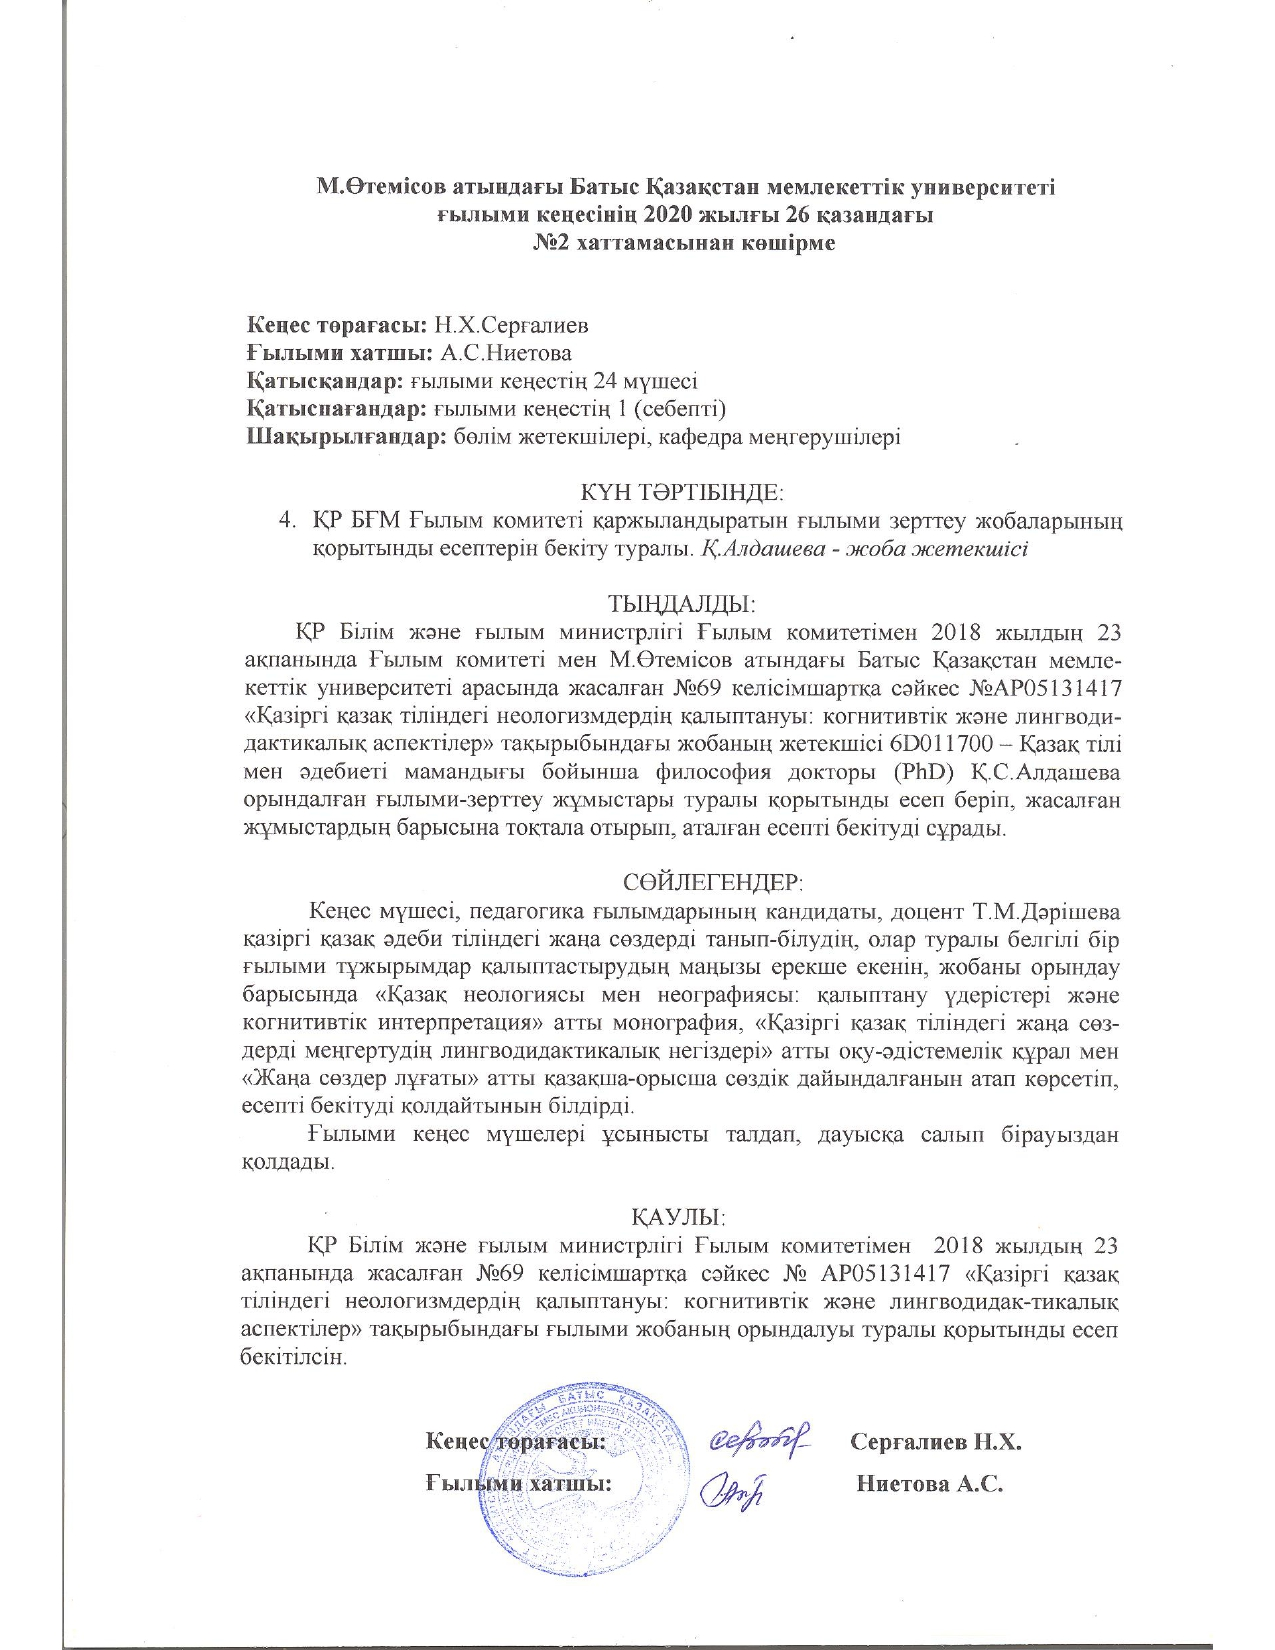 М.Өтемісов атындағы Батыс Қазақстан мемлекеттік университеті
ғылыми кеңесінің 2020 жылғы 26 қазандағы
№2 хаттамасынан көшірме
Кеңес төрағасы: Н.Х.Серғалиев
Ғылыми хатшы: А.С.Ниетова
Қатысқандар: ғылыми кеңестің 24 мүшесі
Қатыспағандар: ғылыми кеңестің 1 (себепті)
Шақырылғандар: бөлім жетекшілері, кафедра меңгерушілері
КҮН ТӘРТІБІНДЕ:
4. ҚР БҒМ Ғылым комитеті қаржыландыратын ғылыми зерттеу жобаларының
қорытынды есептерін бекіту туралы. Қ.Алдашева - жоба жетекшісі
ТЫҢДАЛДЫ:
ҚР Білім және ғылым министрлігі Ғылым комитетімен 2018 жылдың 23
ақпанында Ғылым комитеті мен М.Өтемісов атындағы Батыс Қазақстан мемле-
кеттік университеті арасында жасалған №69 келісімшартқа сәйкес №АР05131417
«Қазіргі қазақ тіліндегі неологизмдердің қалыптануы: когнитивтік және лингводи-
дактикалық аспектілер» тақырыбындағы жобаның жетекшісі 6D011700 – Қазақ тілі
мен әдебиеті мамандығы бойынша философия докторы (PhD) Қ.С.Алдашева
орындалған ғылыми-зерттеу жұмыстары туралы қорытынды есеп беріп, жасалған
жұмыстардың барысына тоқтала отырып, аталған есепті бекітуді сұрады.
СӨЙЛЕГЕНДЕР:
Кеңес мүшесі, педагогика ғылымдарының кандидаты, доцент Т.М.Дәрішева
қазіргі қазақ әдеби тіліндегі жаңа сөздерді танып-білудің, олар туралы белгілі бір
ғылыми тұжырымдар қалыптастырудың маңызы ерекше екенін, жобаны орындау
барысында «Қазақ неологиясы мен неографиясы: қалыптану үдерістері және
когнитивтік интерпретация» атты монография, «Қазіргі қазақ тіліндегі жаңа сөз-
дерді меңгертудің лингводидактикалық негіздері» атты оқу-әдістемелік құрал мен
«Жаңа сөздер лұғаты» атты қазақша-орысша сөздік дайындалғанын атап көрсетіп,
есепті бекітуді қолдайтынын білдірді.
Ғылыми кеңес мүшелері ұсынысты талдап, дауысқа салып бірауыздан
қолдады.
ҚАУЛЫ:
ҚР Білім және ғылым министрлігі Ғылым комитетімен 2018 жылдың 23
ақпанында жасалған №69 келісімшартқа сәйкес № АР05131417 «Қазіргі қазақ
тіліндегі неологизмдердің қалыптануы: когнитивтік және лингводидак-тикалық
аспектілер» тақырыбындағы ғылыми жобаның орындалуы туралы қорытынды есеп
бекітілсін.
Кеңес төрағасы: Серғалиев Н.Х.
Ғылыми хатшы: Ниетова А.С.
БАТЫС ҚАЗАҚСТАН